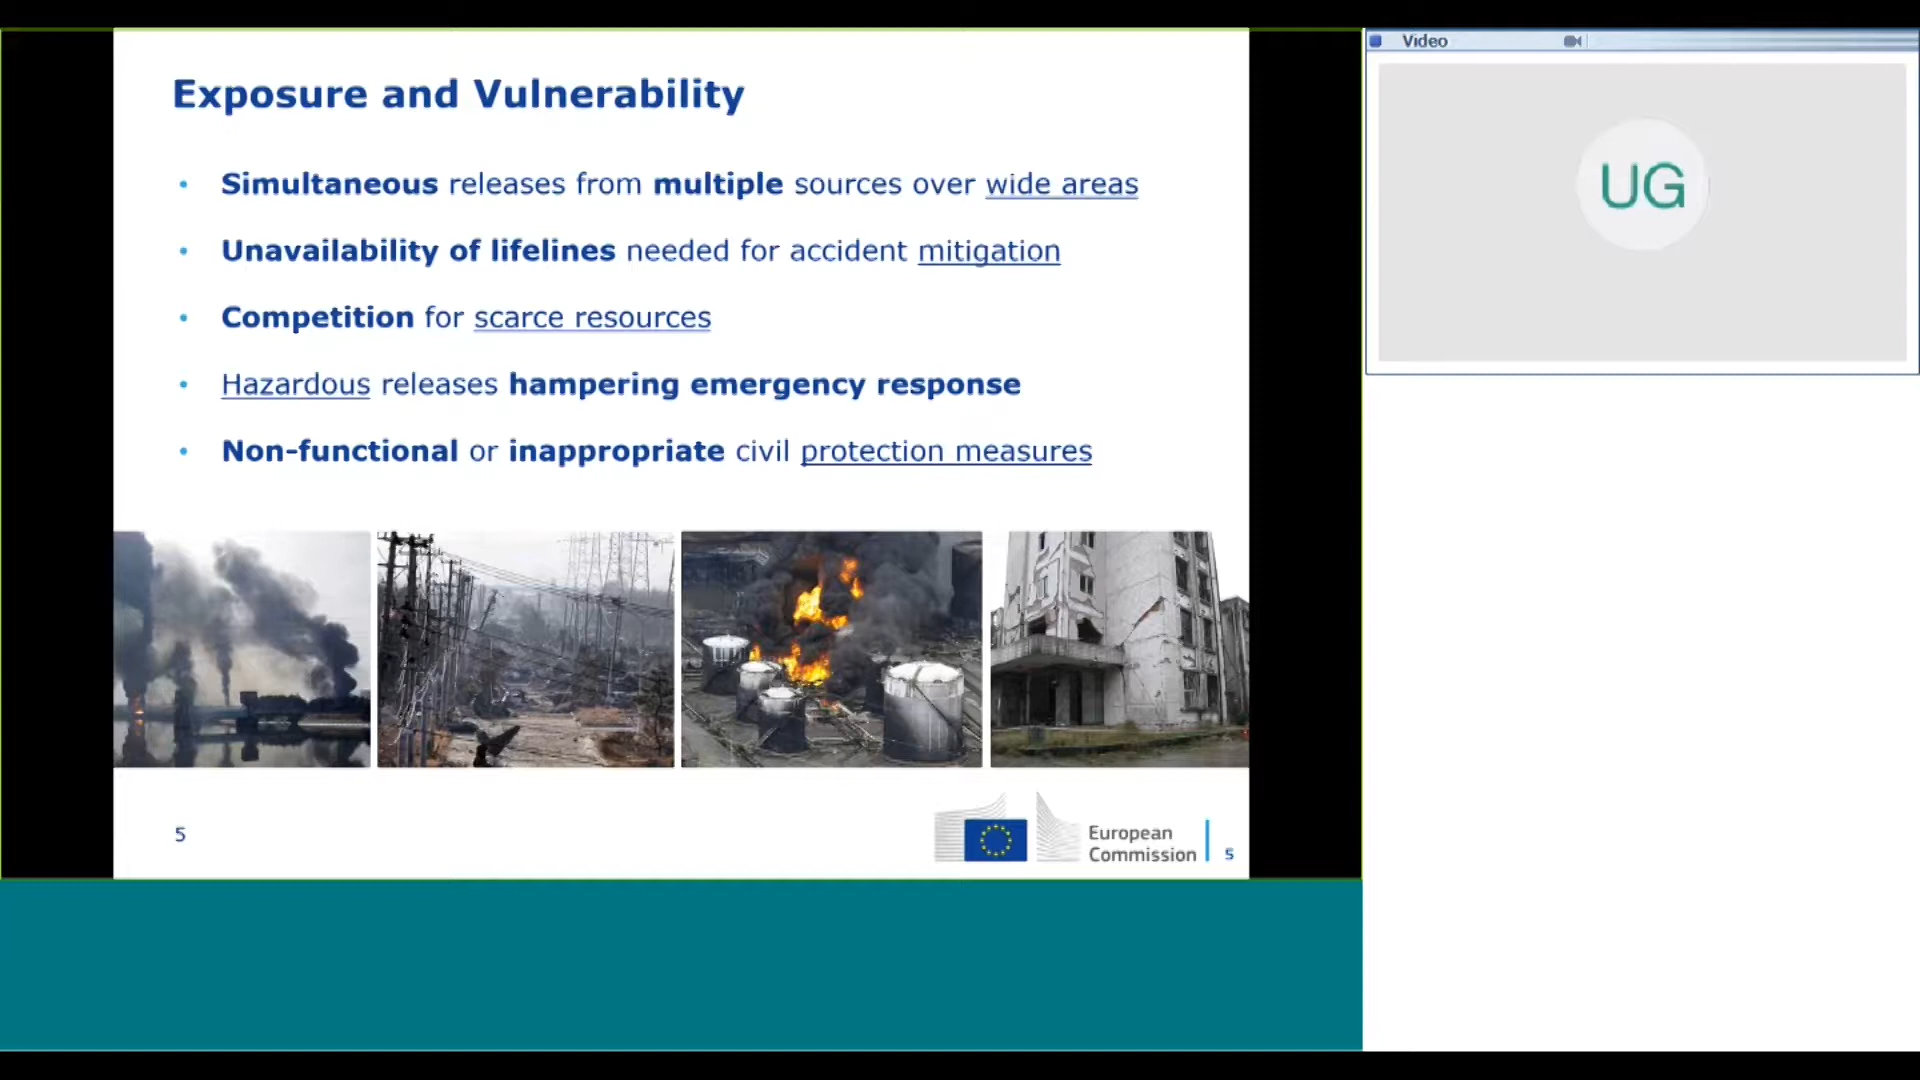 Exposure and Vulnerability
• Simultaneous releases from multiple sources over wide areas
• Unavailability of lifelines needed for accident mitigation
• Competition for scarce resources
• Hazardous releases hampering emergency response
• Non-functional or inappropriate civil protection measures
5
European
Commission
5
Video
UG